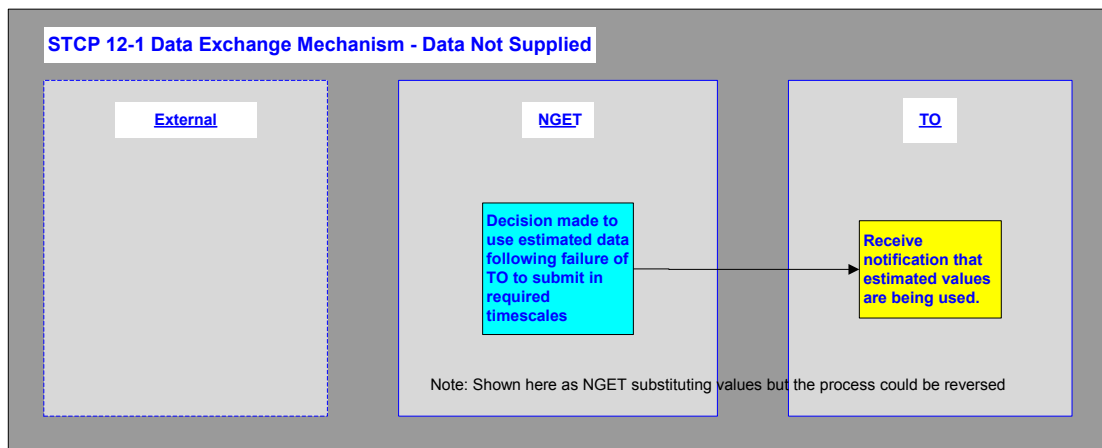 STCP 12-1 Data Exchange Mechanism - Data Not Supplied
External
NGET
TO
Decision made to
use estimated data
following failure of
TO to submit in
required
timescales
Receive
notification that
estimated values
are being used.
Note: Shown here as NGET substituting values but the process could be reversed